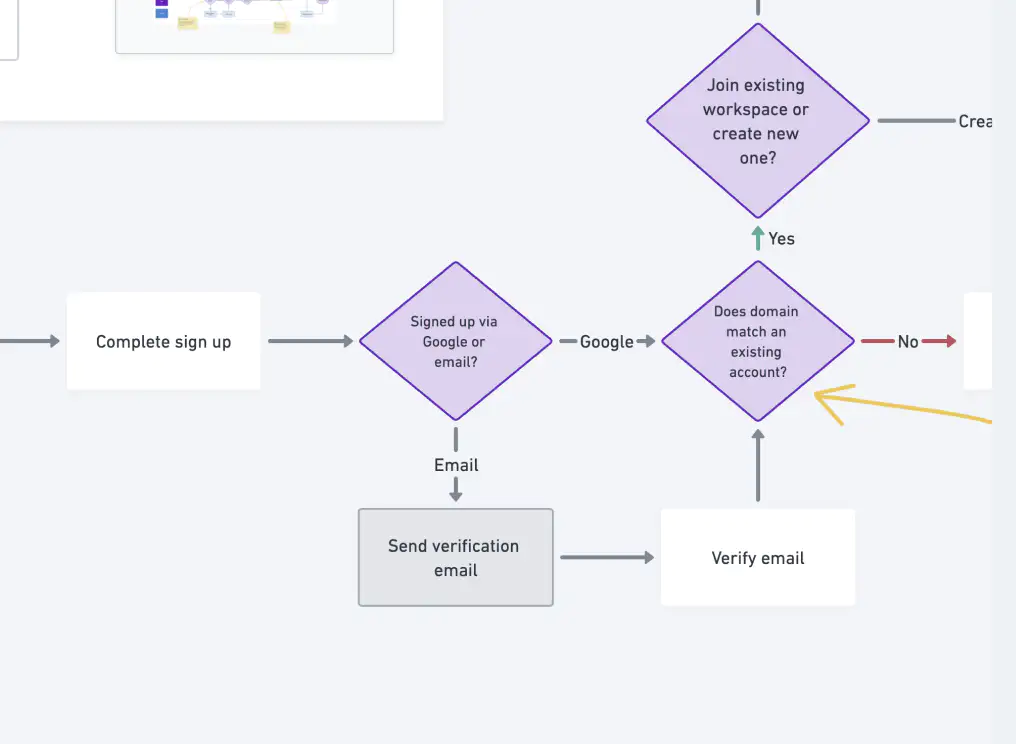 Join existing
workspace or
create new
one?
Crea
Yes
Complete sign up
Signed up via
Google or
email?
Google
Does domain
match an
existing
account?
No
Email
Send verification
email
Verify email